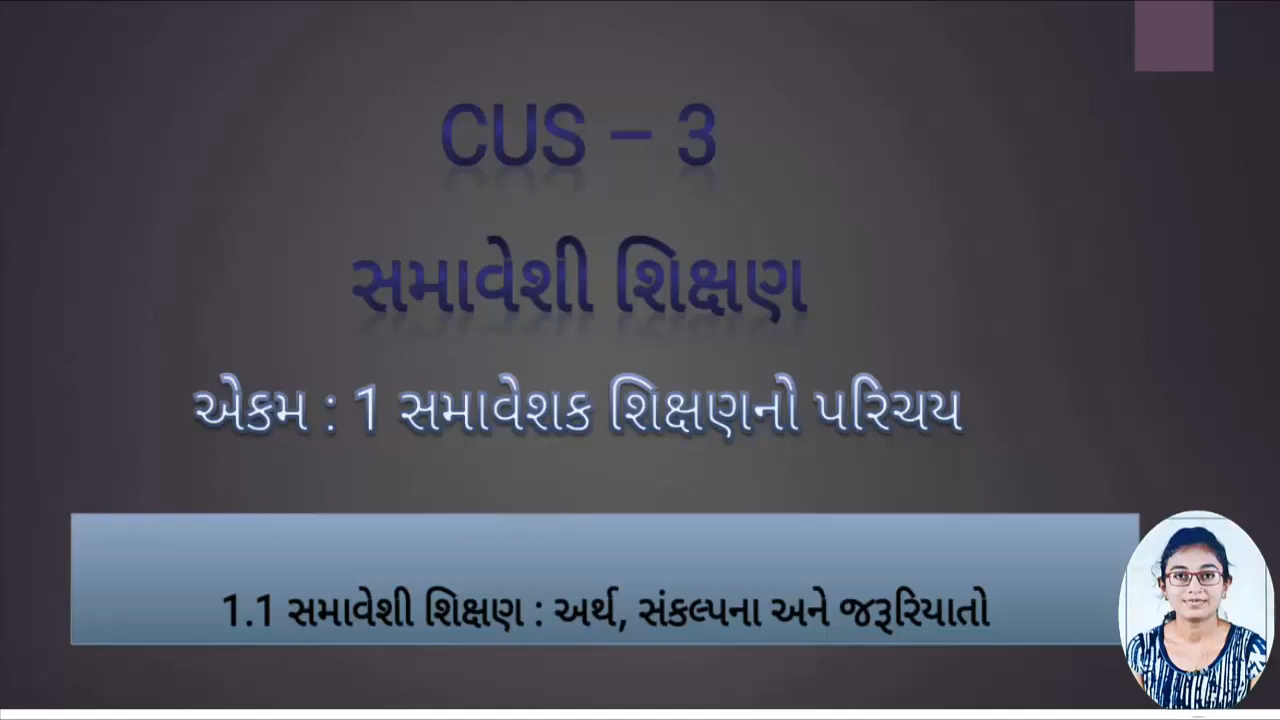 CUS – 3
સમાવેશી શિક્ષણ
એકમ : 1 સમાવેશક શિક્ષણનો પરિચય
1.1 સમાવેશી શિક્ષણ : અર્થ, સંકલ્પના અને જરૂરિયાતો